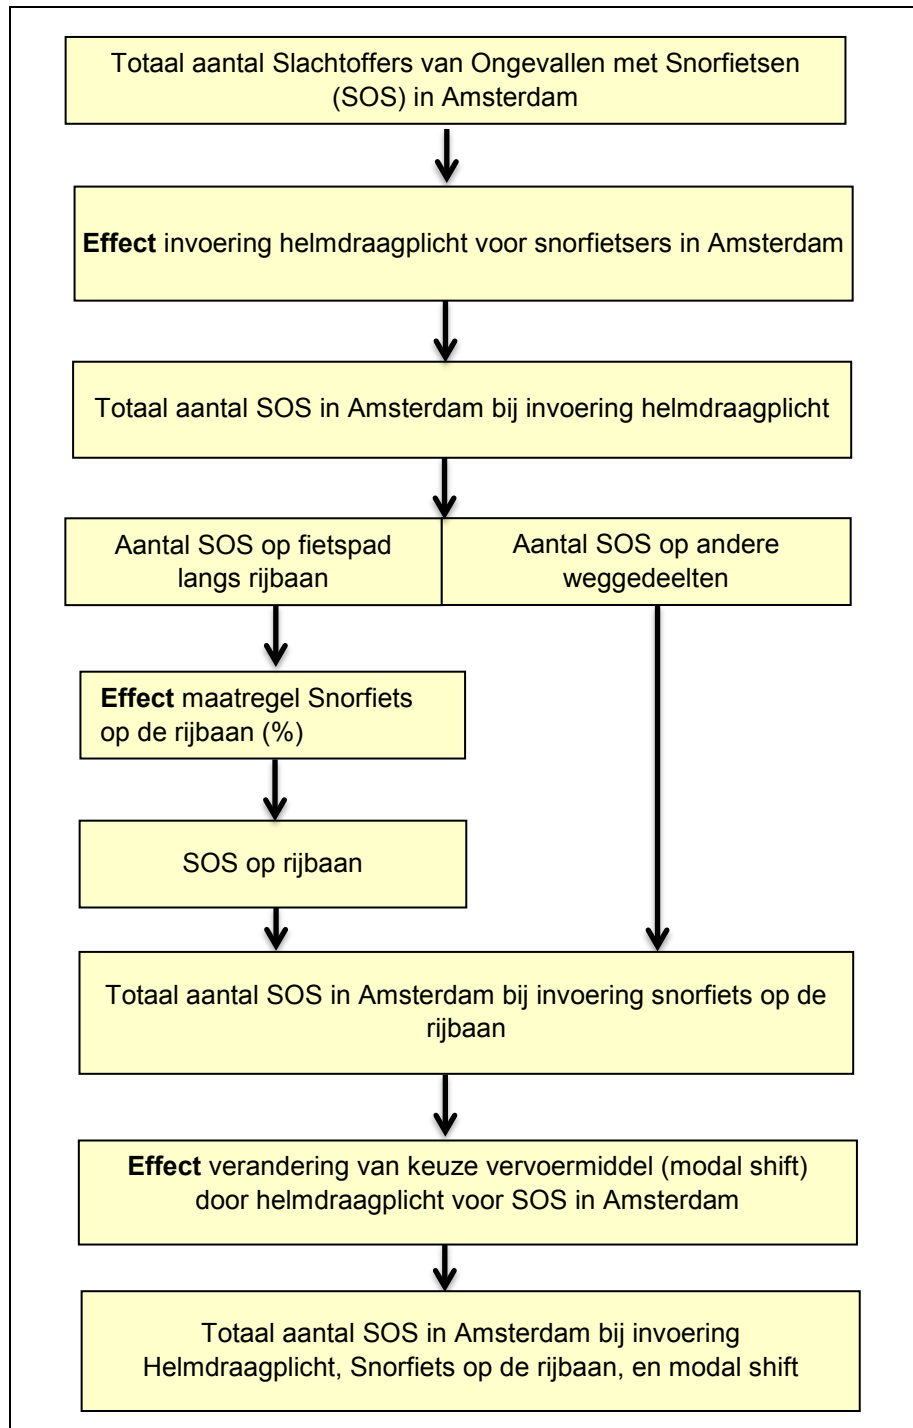 Totaal aantal Slachtoffers van Ongevallen met Snorfietsen
(SOS) in Amsterdam
Effect invoering helmdraagplicht voor snorfietsers in Amsterdam
Totaal aantal SOS in Amsterdam bij invoering helmdraagplicht
Aantal SOS op fietspad
langs rijbaan
Aantal SOS op andere
weggedeelten
Effect maatregel Snorfiets
op de rijbaan (%)
SOS op rijbaan
Totaal aantal SOS in Amsterdam bij invoering snorfiets op de
rijbaan
Effect verandering van keuze vervoermiddel (modal shift)
door helmdraagplicht voor SOS in Amsterdam
Totaal aantal SOS in Amsterdam bij invoering
Helmdraagplicht, Snorfiets op de rijbaan, en modal shift